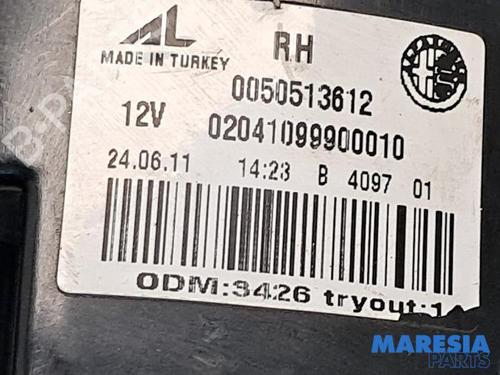 AL RH
MADE IN TURKEY
0050513612
12V 02041099900010
24.06.11 14:23 B 4097 01
ODM:3426 tryout:1
MARESIA
PARTS